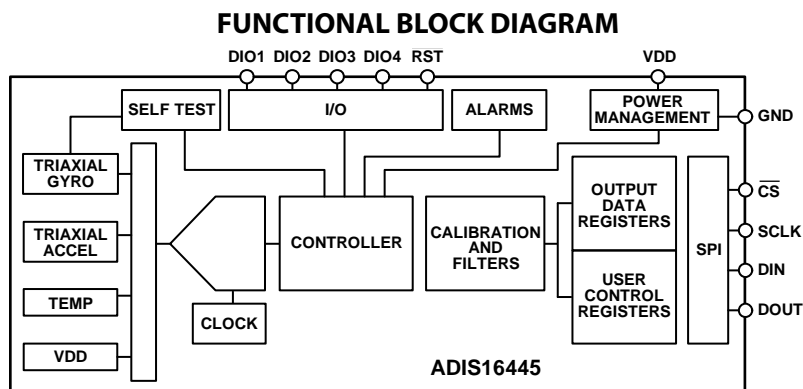 FUNCTIONAL BLOCK DIAGRAM
DIO1 DIO2 DIO3 DIO4 RST VDD
SELF TEST
I/O
ALARMS
POWER
MANAGEMENT
GND
TRIAXIAL
GYRO
TRIAXIAL
ACCEL
TEMP
VDD
CLOCK
CONTROLLER
CALIBRATION
AND
FILTERS
OUTPUT
DATA
REGISTERS
USER
CONTROL
REGISTERS
SPI
CS
SCLK
DIN
DOUT
ADIS16445